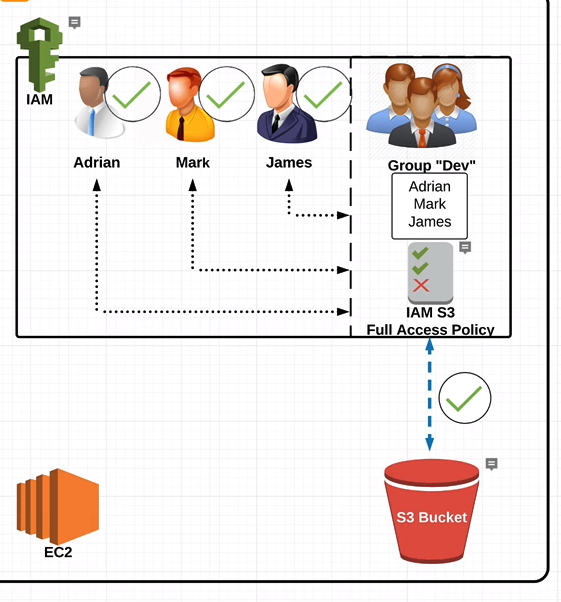 IAM
Adrian
Mark
James
Group "Dev"
Adrian
Mark
James
IAM S3
Full Access Policy
EC2
S3 Bucket